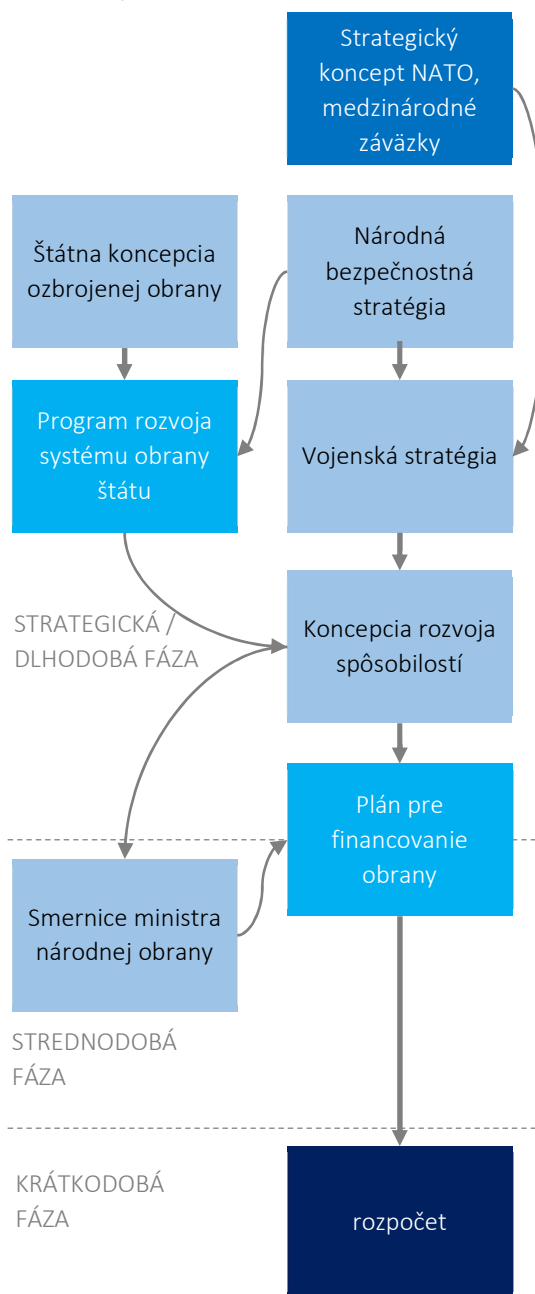 Strategický
koncept NATO,
medzinárodné
záväzky
Štátna koncepcia
ozbrojenej obrany
Národná
bezpečnostná
stratégia
Program rozvoja
systému obrany
štátu
Vojenská stratégia
STRATEGICKÁ /
DLHODOBÁ FÁZA
Koncepcia rozvoja
spôsobilostí
Plán pre
financovanie
obrany
Smernice ministra
národnej obrany
STREDNODOBÁ
FÁZA
KRÁTKODOBÁ
FÁZA
rozpočet